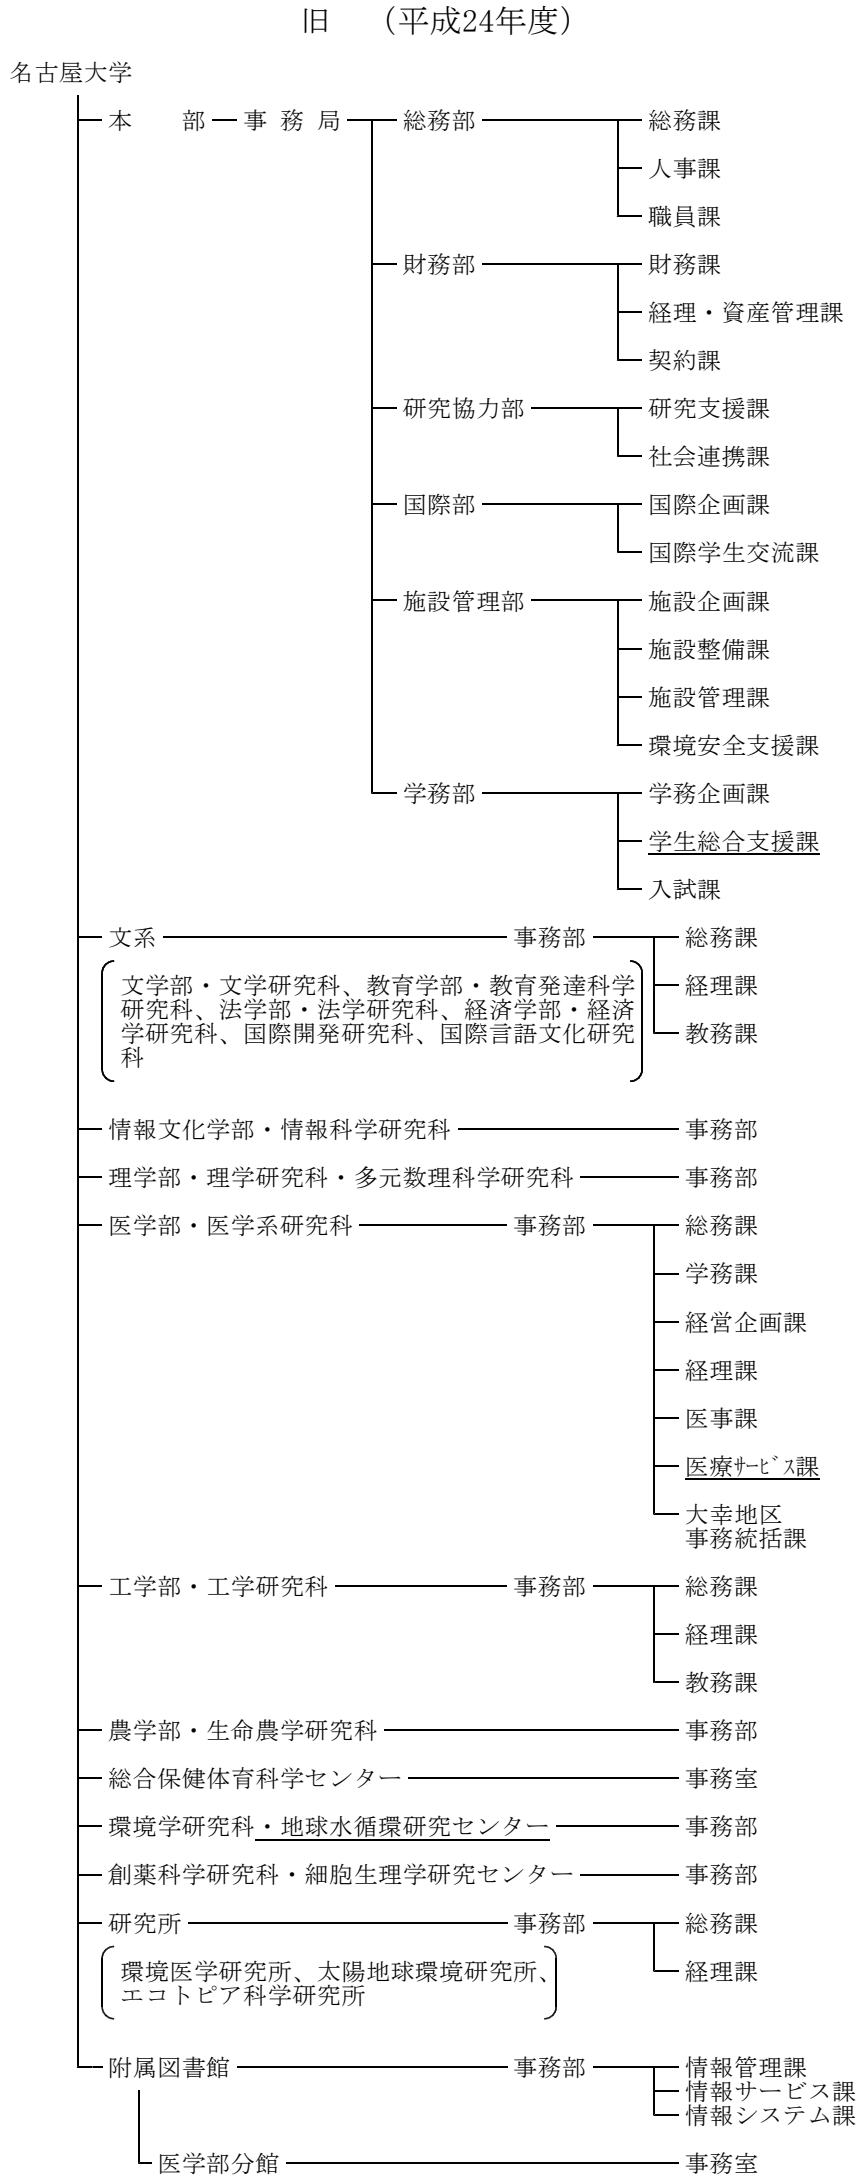 旧　（平成24年度）
名古屋大学
本　部 事 務 局 総務部 総務課
人事課
職員課
財務部 財務課
経理・資産管理課
契約課
研究協力部 研究支援課
社会連携課
国際部 国際企画課
国際学生交流課
施設管理部 施設企画課
施設整備課
施設管理課
環境安全支援課
学務部 学務企画課
学生総合支援課
入試課
文系 事務部 総務課
文学部・文学研究科、教育学部・教育発達科学 経理課
研究科、法学部・法学研究科、経済学部・経済
学研究科、国際開発研究科、国際言語文化研究 教務課
科
情報文化学部・情報科学研究科 事務部
理学部・理学研究科・多元数理科学研究科 事務部
医学部・医学系研究科 事務部 総務課
学務課
経営企画課
経理課
医事課
医療ｻｰﾋﾞｽ課
大幸地区
事務統括課
工学部・工学研究科 事務部 総務課
経理課
教務課
農学部・生命農学研究科 事務部
総合保健体育科学センター 事務室
環境学研究科・地球水循環研究センター 事務部
創薬科学研究科・細胞生理学研究センター 事務部
研究所 事務部 総務課
環境医学研究所、太陽地球環境研究所、 経理課
エコトピア科学研究所
附属図書館 事務部 情報管理課
情報サービス課
情報システム課
医学部分館 事務室